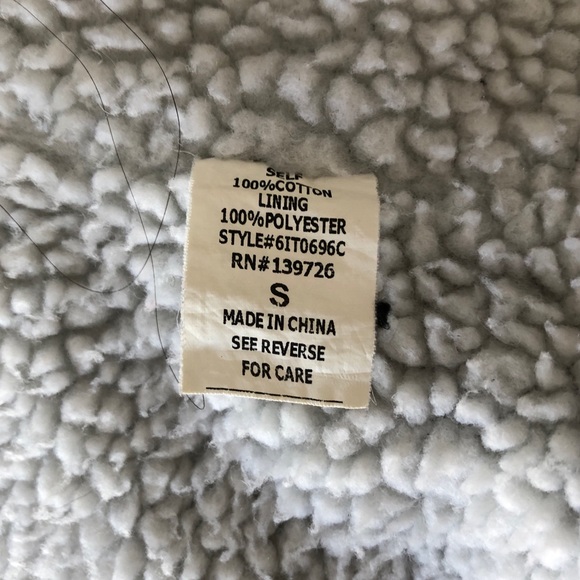 SELF
100%COTTON
LINING
100%POLYESTER
STYLE#6IT0696C
RN#139726
S
MADE IN CHINA
SEE REVERSE
FOR CARE